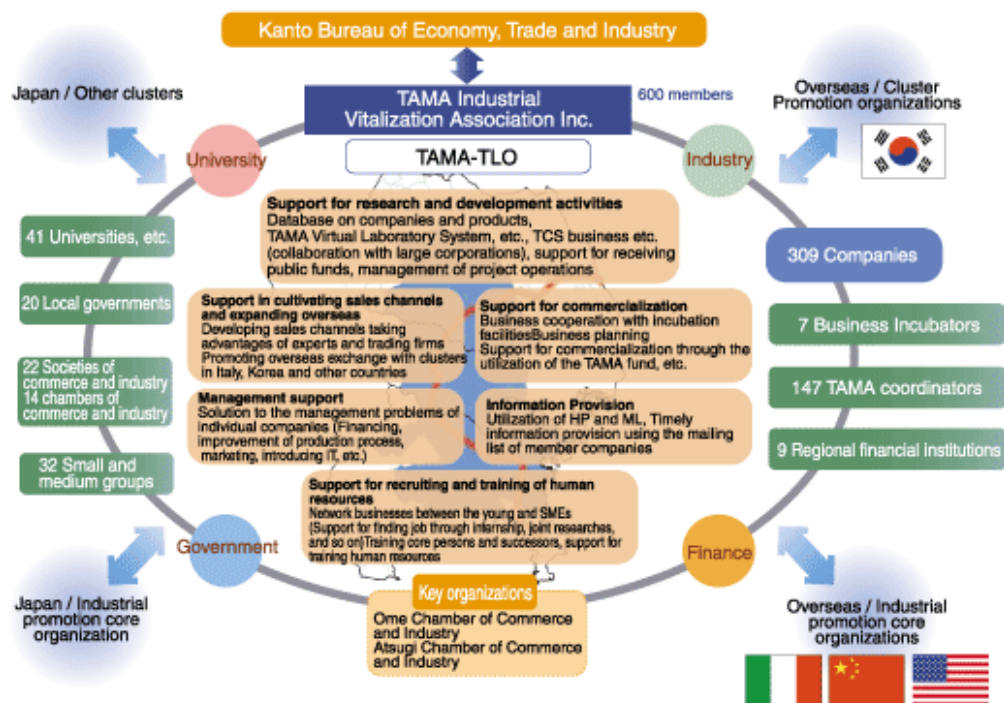 Kanto Bureau of Economy, Trade and Industry
Japan / Other clusters
TAMA Industrial
Vitalization Association Inc.
600 members
Overseas / Cluster
Promotion organizations
University
TAMA-TLO
Industry
Support for research and development activities
Database on companies and products,
TAMA Virtual Laboratory System, etc., TCS business etc.
(collaboration with large corporations), support for receiving
public funds, management of project operations
41 Universities, etc.
20 Local governments
22 Societies of
commerce and industry
14 chambers of
commerce and industry
32 Small and
medium groups
309 Companies
7 Business Incubators
147 TAMA coordinators
9 Regional financial institutions
Support in cultivating sales channels
and expanding overseas
Developing sales channels taking
advantages of experts and trading firms
Promoting overseas exchange with clusters
in Italy, Korea and other countries
Support for commercialization
Business cooperation with Incubation
facilitiesBusiness planning
Support for commercialization through the
utilization of the TAMA fund, etc.
Management support
Solution to the management problems of
individual companies (Financing,
improvement of production process,
marketing, introducing IT, etc.)
Information Provision
Utilization of HP and ML, Timely
information provision using the mailing
list of member companies
Support for recruiting and training of human
resources
Network businesses between the young and SMEs
(Support for finding job through internship, joint researches,
and so on)Training core persons and successors, support for
training human resources
Government
Finance
Key organizations
Ome Chamber of Commerce
and Industry
Atsugi Chamber of Commerce
and Industry
Japan / Industrial
promotion core
organization
Overseas / Industrial
promotion core
organizations